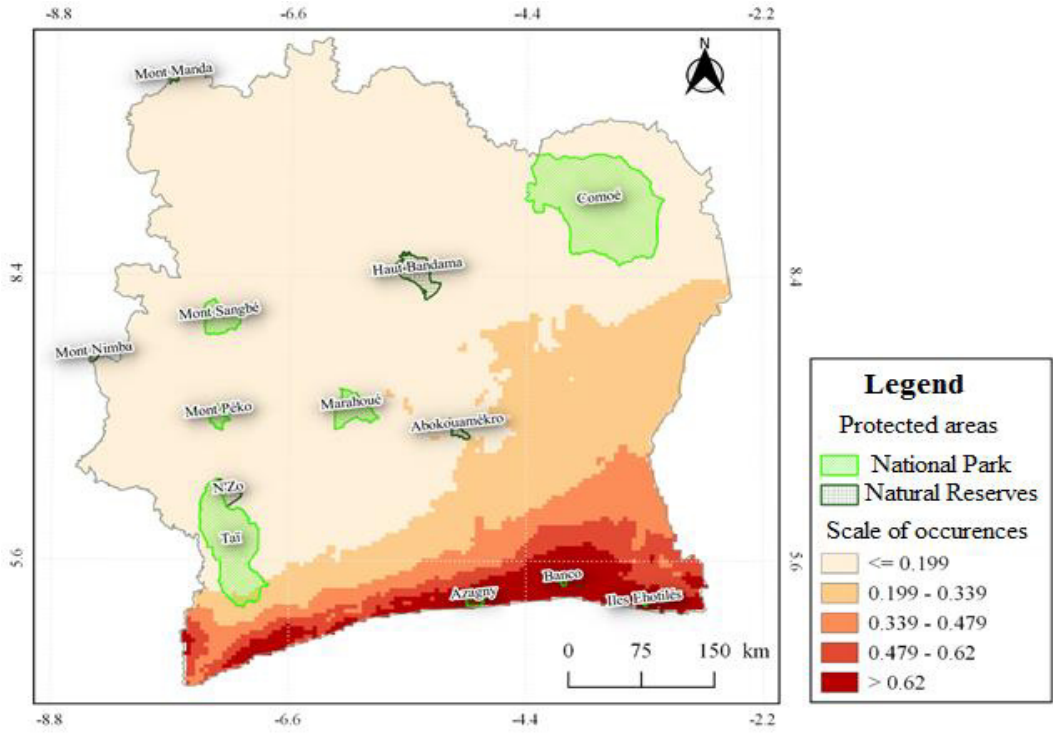 -8.8 -6.6 -4.4 -2.2
N
Mont Manda
Comoé
Haut Bandama
8.4 8.4
Mont Sangbé
Mont Nimba
Mont Péko
Marahoué
Abokouamékro
N'Zo
Taï
5.6 5.6
Banco
Azagny
Iles Ehotilés
0 75 150 km
-8.8 -6.6 -4.4 -2.2
Legend
Protected areas
National Park
Natural Reserves
Scale of occurences
<= 0.199
0.199 - 0.339
0.339 - 0.479
0.479 - 0.62
> 0.62